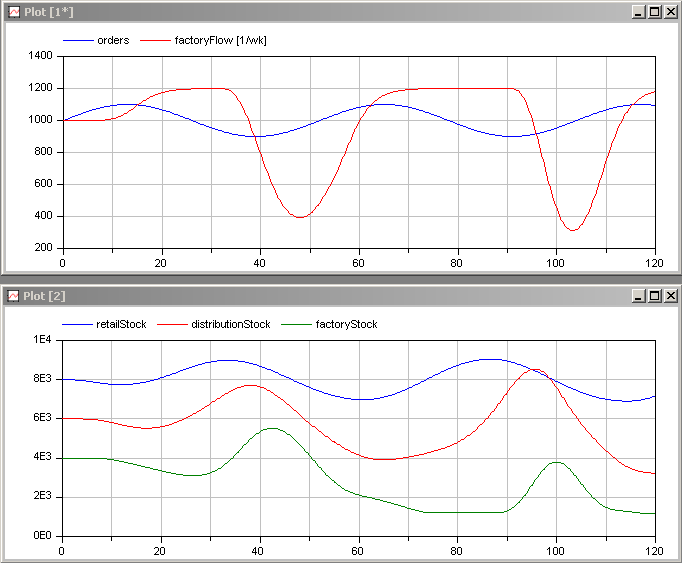 Plot [1*]
orders factoryFlow [1/wk]
1400
1200
1000
800
600
400
200
0 20 40 60 80 100 120
Plot [2]
retailStock distributionStock factoryStock
1E4
8E3
6E3
4E3
2E3
0E0
0 20 40 60 80 100 120